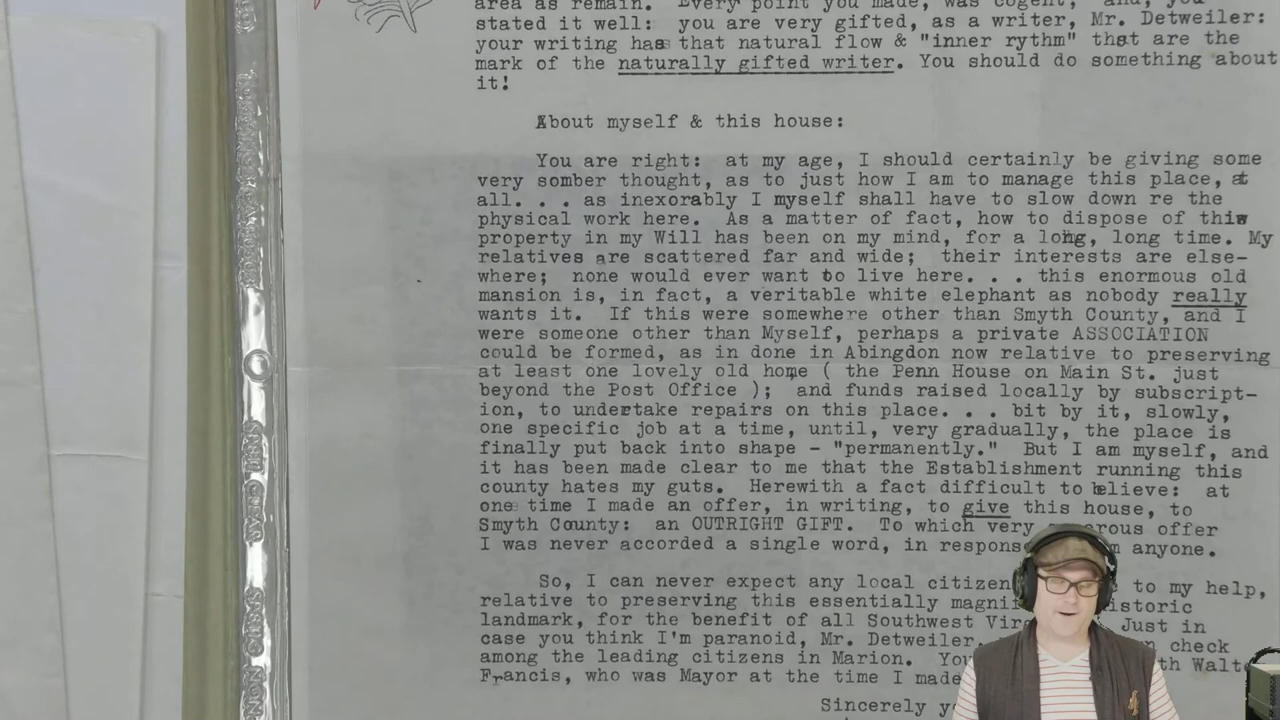 area as remain. Every point you made, was cogent, and, you
stated it well: you are very gifted, as a writer, Mr. Detweiler:
your writing has that natural flow & "inner rythm" that are the
mark of the naturally gifted writer. You should do something about
it!
About myself & this house:
You are right: at my age, I should certainly be giving some
very somber thought, as to just how I am to manage this place, at
all. . . as inexorably I myself shall have to slow down re the
physical work here. As a matter of fact, how to dispose of this
property in my Will has been on my mind, for a long, long time. My
relatives are scattered far and wide; their interests are else-
where; none would ever want to live here. . . this enormous old
mansion is, in fact, a veritable white elephant as nobody really
wants it. If this were somewhere other than Smyth County, and I
were someone other than Myself, perhaps a private ASSOCIATION
could be formed, as in done in Abingdon now relative to preserving
at least one lovely old home ( the Penn House on Main St. just
beyond the Post Office ); and funds raised locally by subscript-
ion, to undertake repairs on this place. . . bit by it, slowly,
one specific job at a time, until, very gradually, the place is
finally put back into shape - "permanently." But I am myself, and
it has been made clear to me that the Establishment running this
county hates my guts. Herewith a fact difficult to believe: at
one time I made an offer, in writing, to give this house, to
Smyth County: an OUTRIGHT GIFT. To which very offer
I was never accorded a single word, in response anyone.
So, I can never expect any local citizen to my help,
relative to preserving this essentially
landmark, for the benefit of all Southwest Just in
case you think I'm paranoid, Mr. Detweiler, check
among the leading citizens in Marion.
Francis, who was Mayor at the time I made
Sincerely